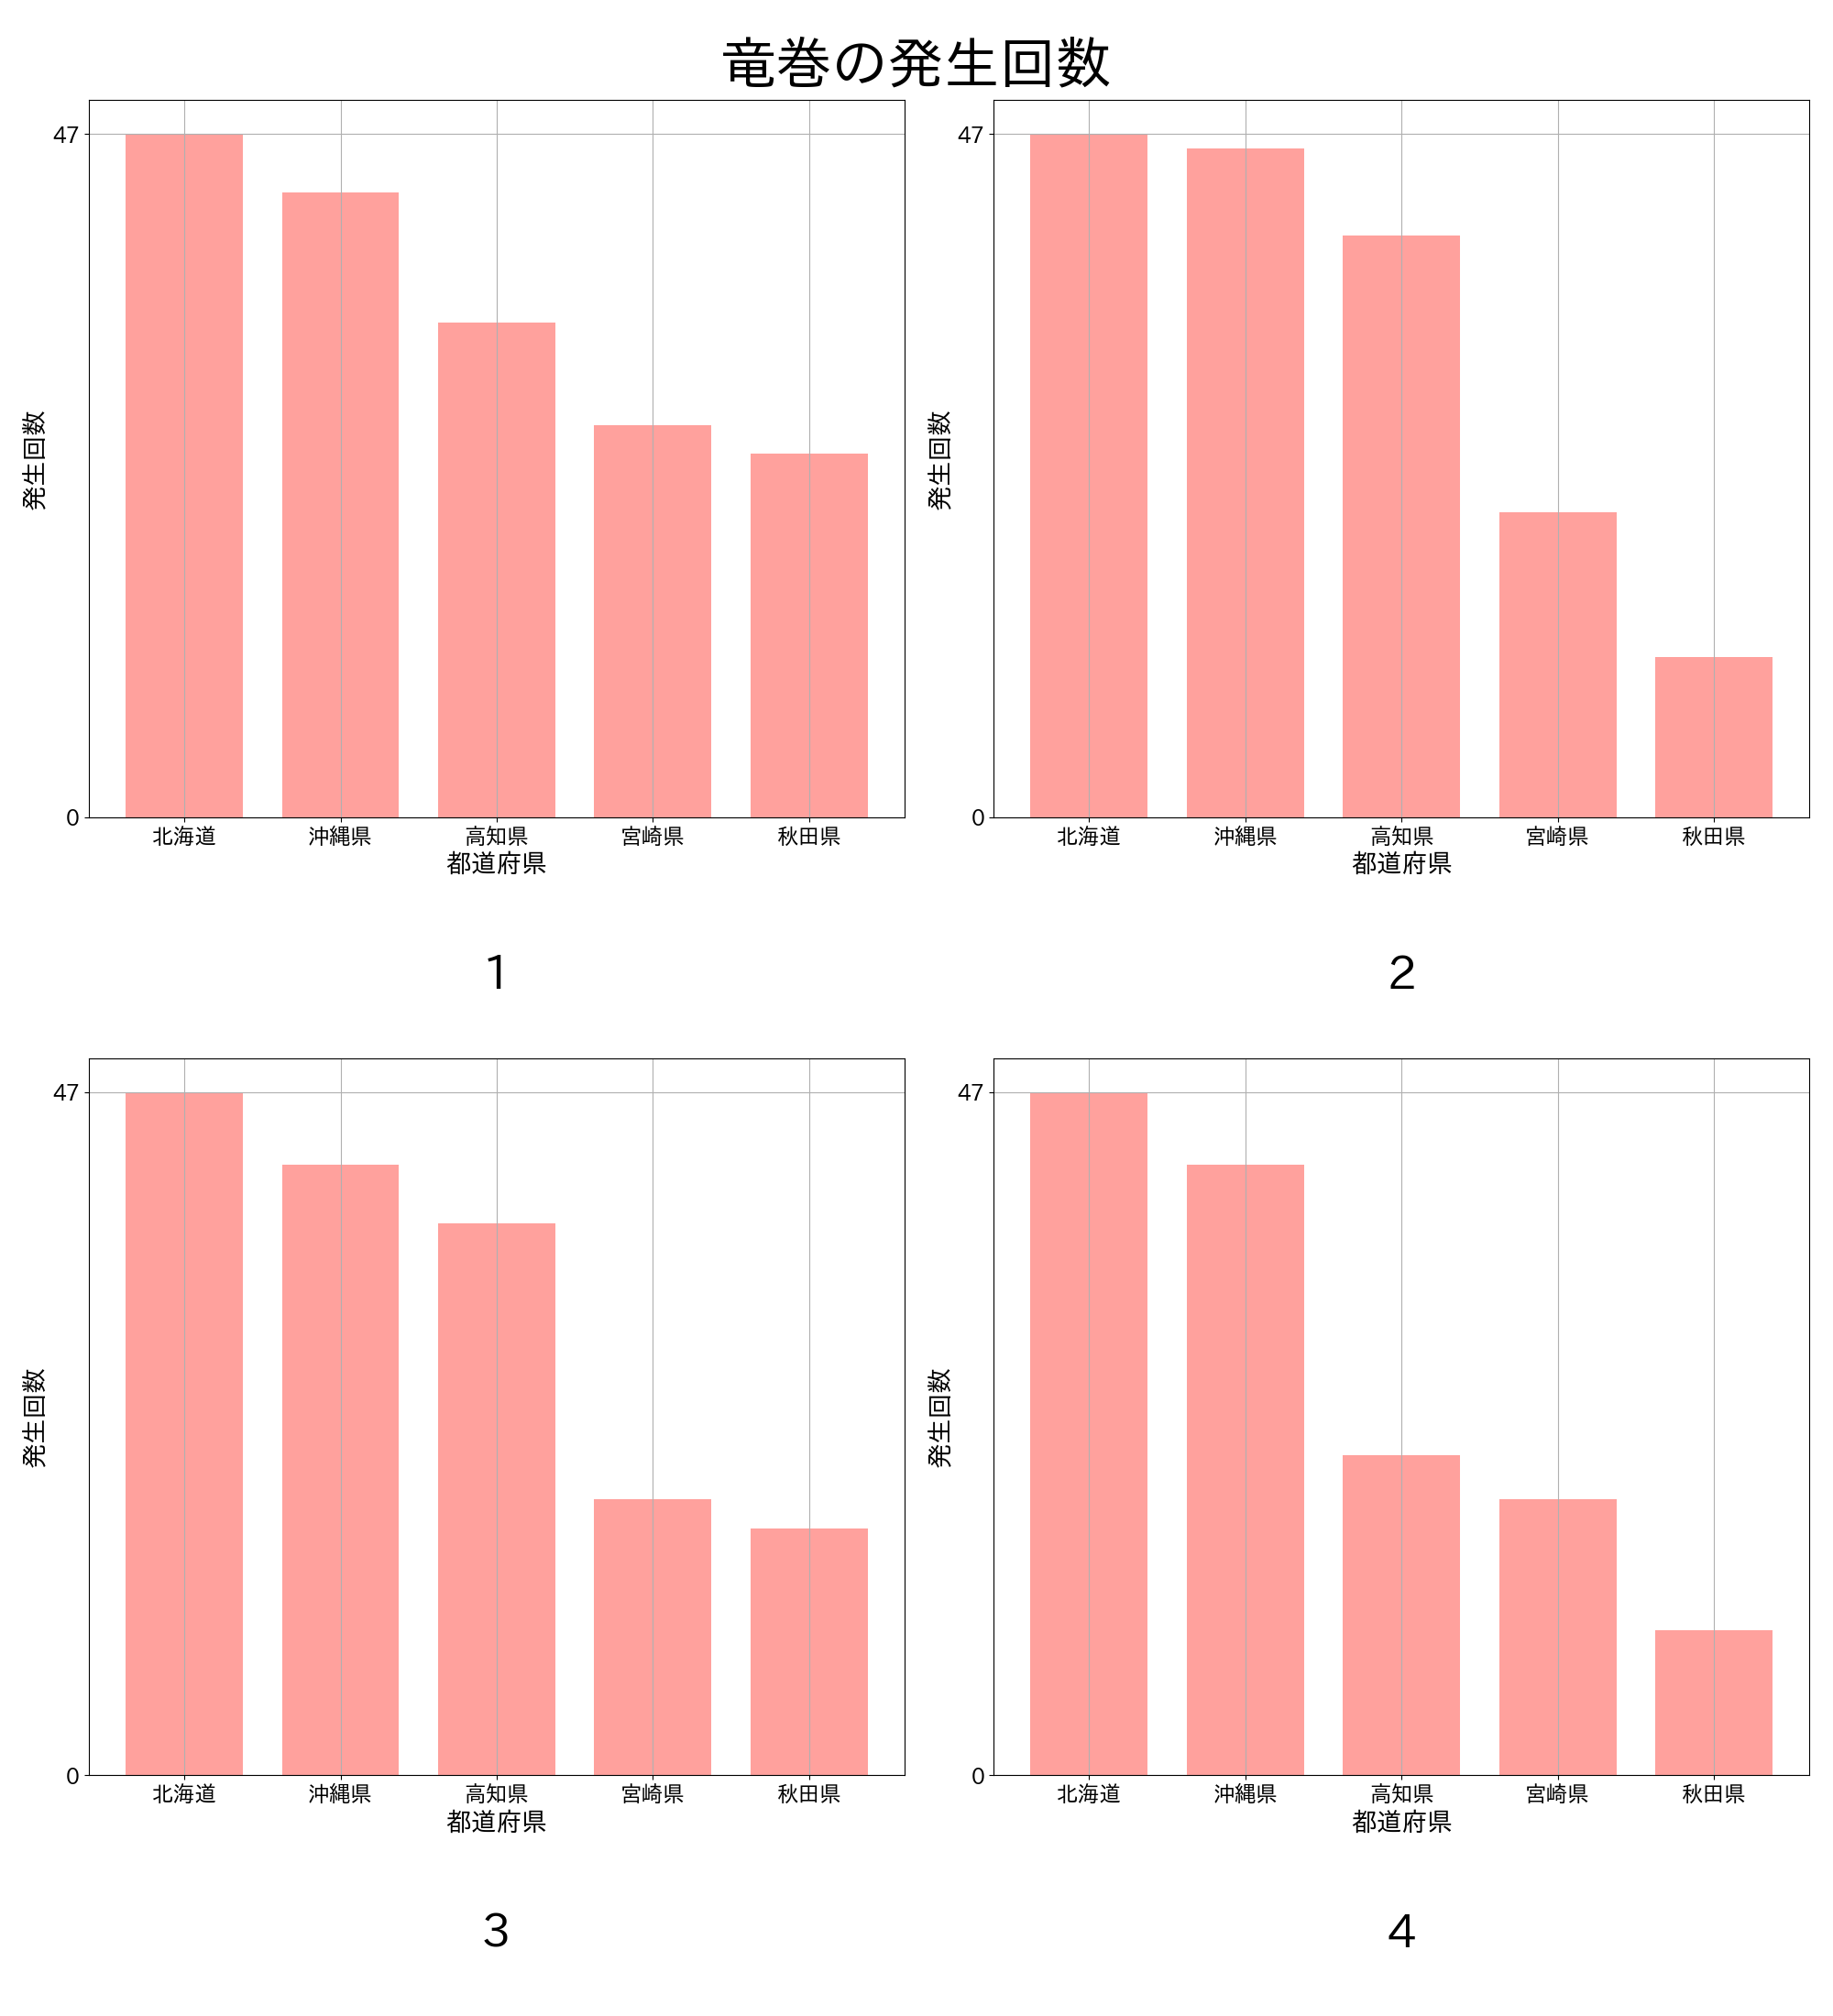 竜巻の発生回数
47
0
発生回数
北海道 沖縄県 高知県 宮崎県 秋田県
都道府県
1
47
0
発生回数
北海道 沖縄県 高知県 宮崎県 秋田県
都道府県
2
47
0
発生回数
北海道 沖縄県 高知県 宮崎県 秋田県
都道府県
3
47
0
発生回数
北海道 沖縄県 高知県 宮崎県 秋田県
都道府県
4